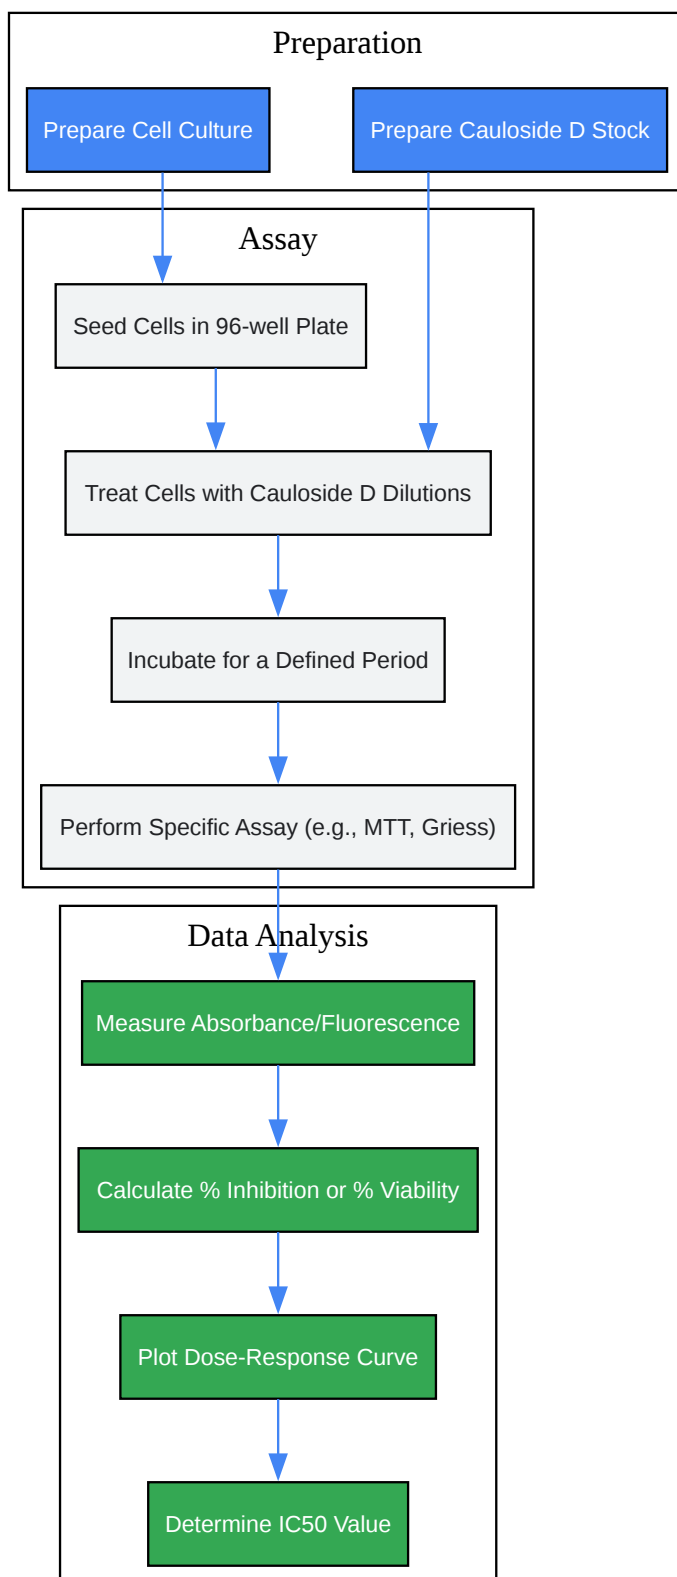 Preparation
Prepare Cell Culture
Prepare Cauloside D Stock
Assay
Seed Cells in 96-well Plate
Treat Cells with Cauloside D Dilutions
Incubate for a Defined Period
Perform Specific Assay (e.g., MTT, Griess)
Data Analysis
Measure Absorbance/Fluorescence
Calculate % Inhibition or % Viability
Plot Dose-Response Curve
Determine IC50 Value